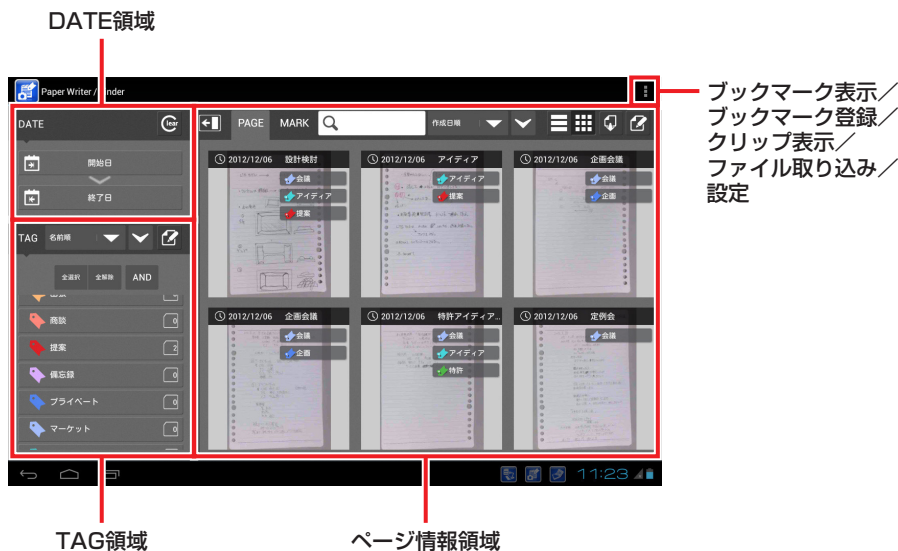 DATE領域
Paper Writer /
DATE
Clear
開始日
終了日
TAG 名前順
全選択 全解除 AND
商談 0
提案 2
備忘録 0
プライベート 0
マーケット 0
PAGE MARK 作成日順
2012/12/06 設計検討
会議
アイディア
提案
2012/12/06 アイディア
アイディア
提案
2012/12/06 企画会議
会議
企画
2012/12/06 企画会議
会議
企画
2012/12/06 特許アイディア...
会議
アイディア
特許
2012/12/06 定例会
会議
11:23
ブックマーク表示／
ブックマーク登録／
クリップ表示／
ファイル取り込み／
設定
TAG領域
ページ情報領域